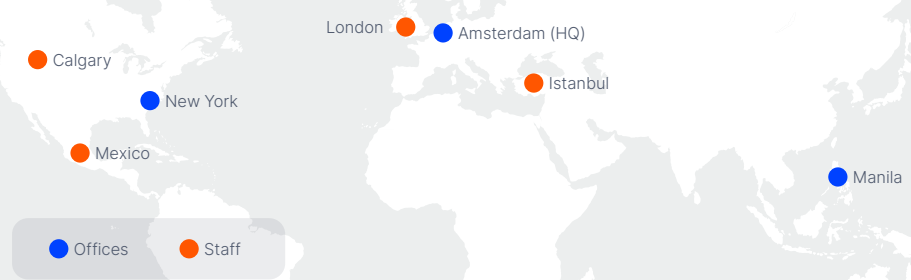 London
Amsterdam (HQ)
Calgary
Istanbul
New York
Mexico
Manila
Offices
Staff